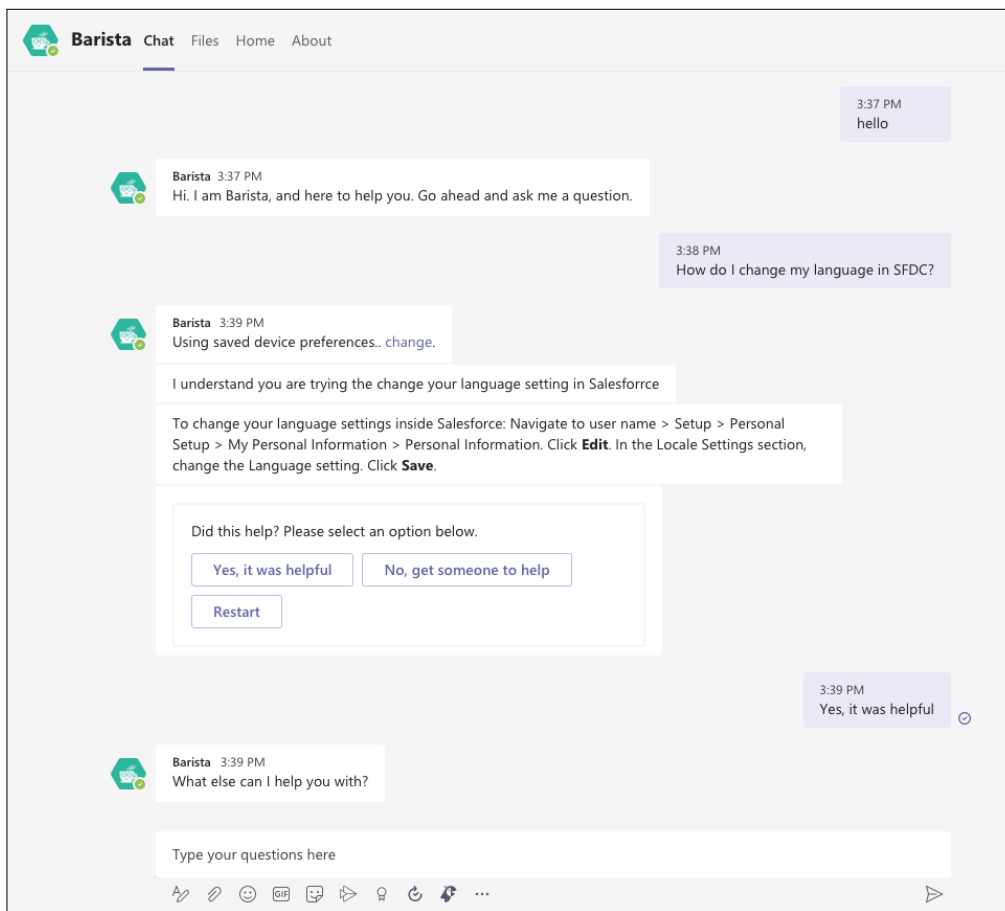 Barista Chat Files Home About
3:37 PM
hello
Barista 3:37 PM
Hi. I am Barista, and here to help you. Go ahead and ask me a question.
3:38 PM
How do I change my language in SFDC?
Barista 3:39 PM
Using saved device preferences.. change.
I understand you are trying the change your language setting in Salesforrce
To change your language settings inside Salesforce: Navigate to user name > Setup > Personal
Setup > My Personal Information > Personal Information. Click Edit. In the Locale Settings section,
change the Language setting. Click Save.
Did this help? Please select an option below.
Yes, it was helpful No, get someone to help
Restart
3:39 PM
Yes, it was helpful
Barista 3:39 PM
What else can I help you with?
Type your questions here
GIF